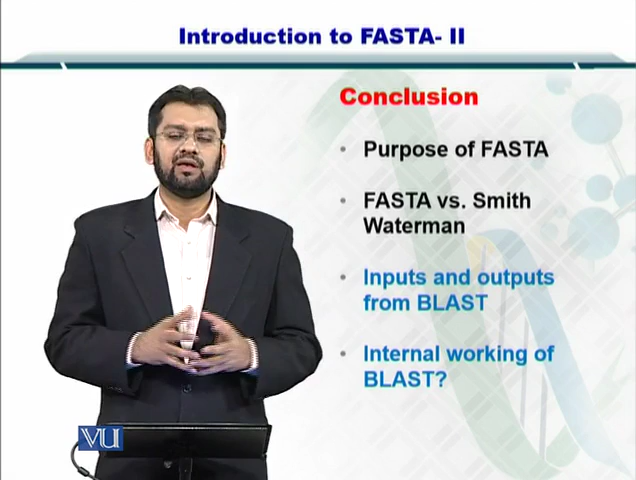 Introduction to FASTA- II
Conclusion
• Purpose of FASTA
• FASTA vs. Smith
Waterman
• Inputs and outputs
from BLAST
• Internal working of
BLAST?
VU